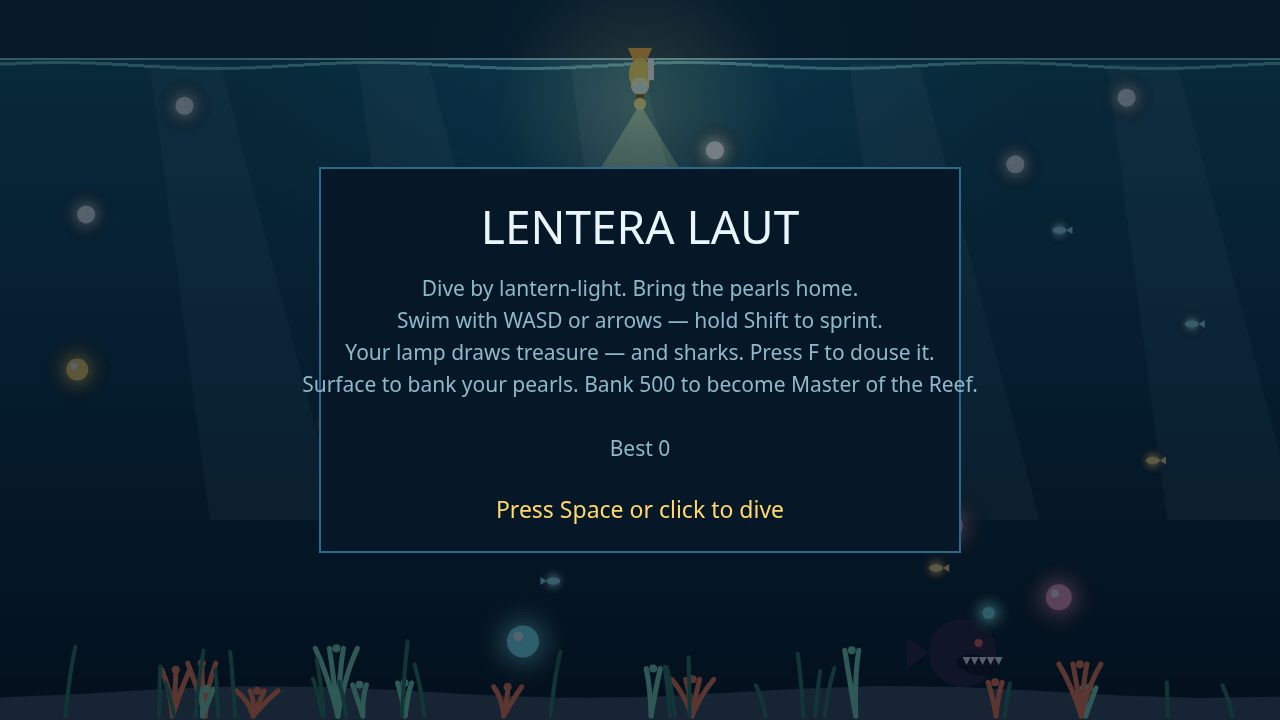 LENTERA LAUT
Dive by lantern-light. Bring the pearls home.
Swim with WASD or arrows — hold Shift to sprint.
Your lamp draws treasure — and sharks. Press F to douse it.
Surface to bank your pearls. Bank 500 to become Master of the Reef.
Best 0
Press Space or click to dive